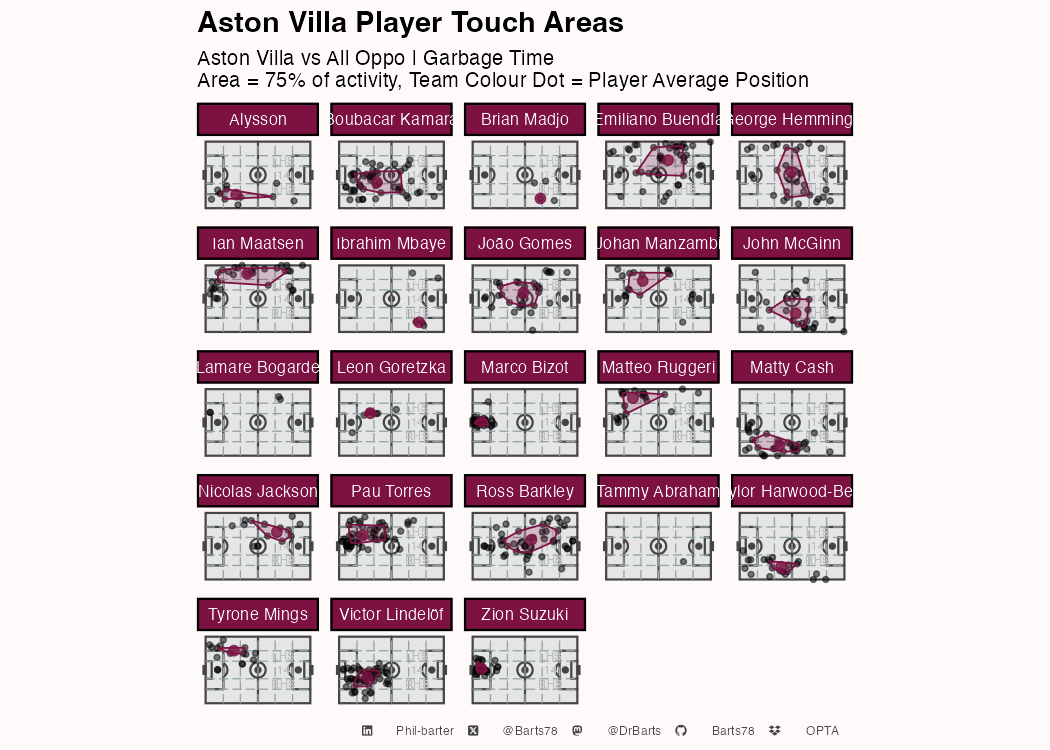 Aston Villa Player Touch Areas
Aston Villa vs All Oppo | Garbage Time
Area = 75% of activity, Team Colour Dot = Player Average Position
Alysson
Boubacar Kamara
Brian Madjo
Emiliano Buendía
George Hemmings
Ian Maatsen
Ibrahim Mbaye
João Gomes
Johan Manzambi
John McGinn
Lamare Bogarde
Leon Goretzka
Marco Bizot
Matteo Ruggeri
Matty Cash
Nicolas Jackson
Pau Torres
Ross Barkley
Tammy Abraham
ylor Harwood-Be
Tyrone Mings
Victor Lindelöf
Zion Suzuki
Phil-barter @Barts78 @DrBarts Barts78 OPTA